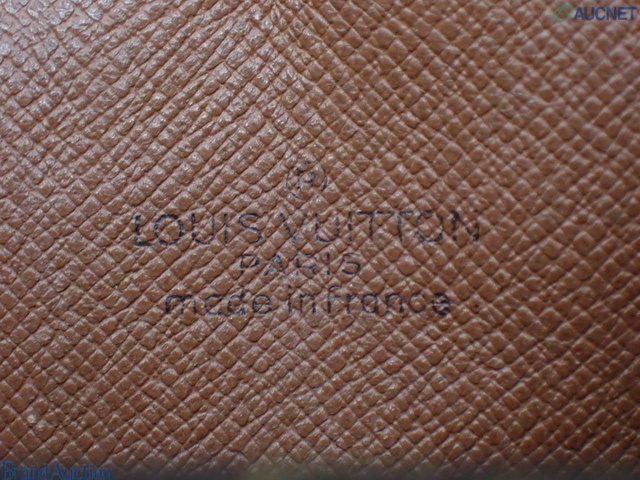 AUCNET
®
LOUIS VUITTON
PARIS
made in France
Brand Auction